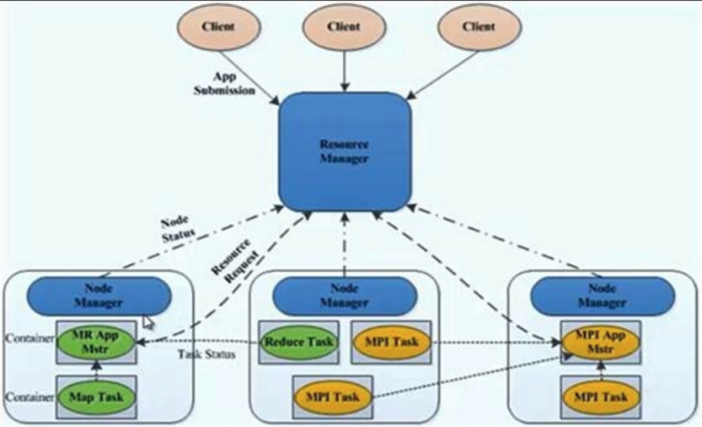 Client
Client
Client
App
Submission
Resource
Manager
Node
Status
Resource
Request
Node
Manager
Node
Manager
Node
Manager
Container
MR App
Mstr
Task Status
Reduce Task
MPI Task
MPI App
Mstr
Container
Map Task
MPI Task
MPI Task